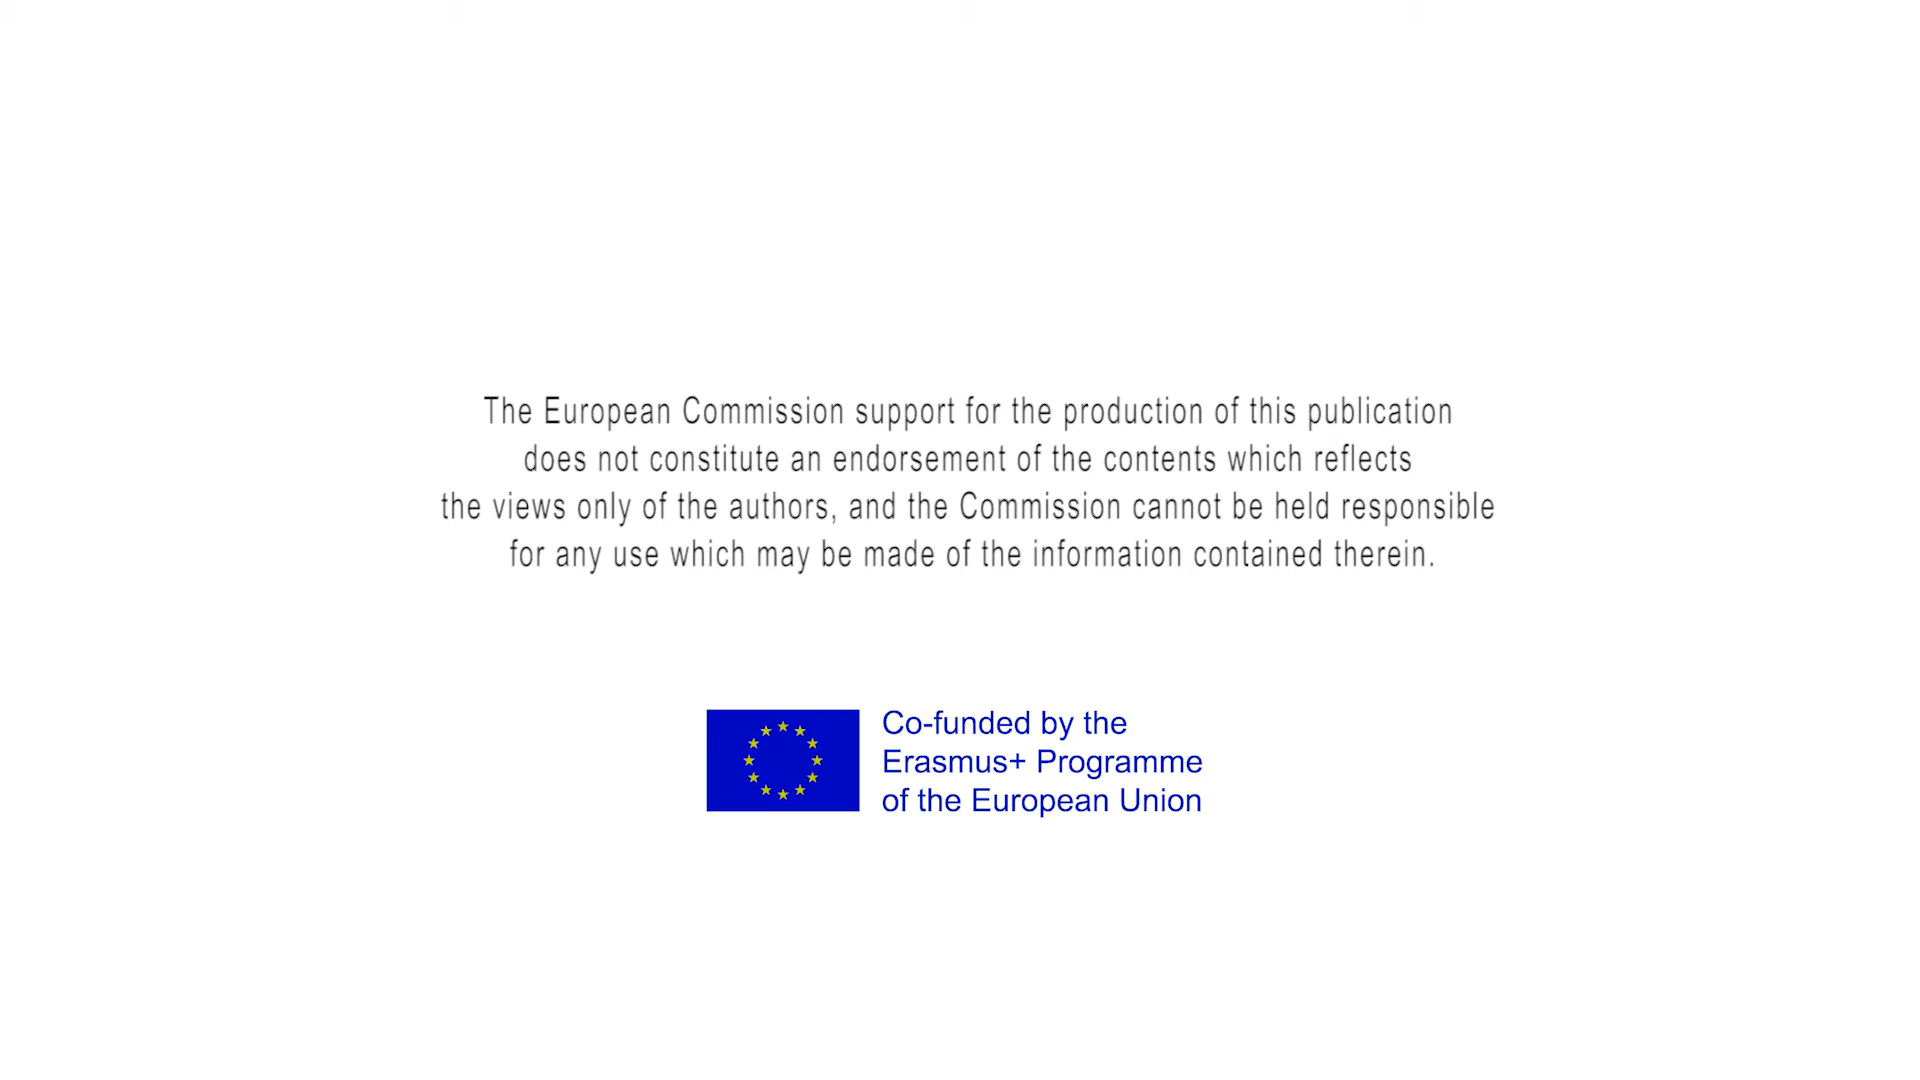 The European Commission support for the production of this publication
does not constitute an endorsement of the contents which reflects
the views only of the authors, and the Commission cannot be held responsible
for any use which may be made of the information contained therein.
Co-funded by the
Erasmus+ Programme
of the European Union